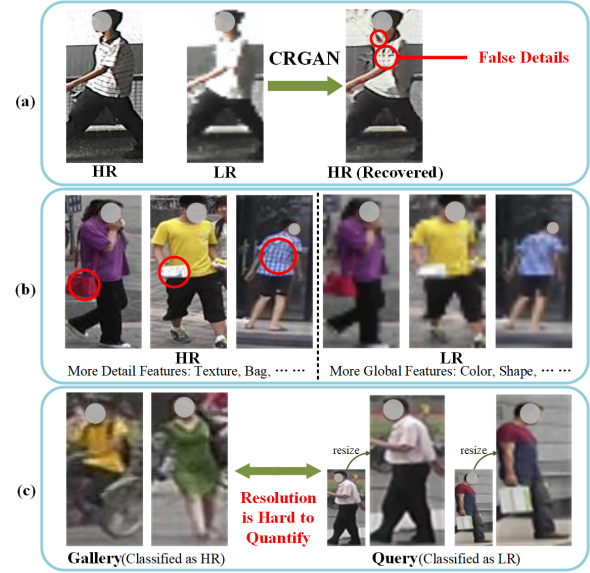 (a)
CRGAN
False Details
HR
LR
HR (Recovered)
(b)
HR
LR
More Detail Features: Texture, Bag, ··· ···
More Global Features: Color, Shape, ··· ···
(c)
resize
resize
Resolution
is Hard to
Quantify
Gallery(Classified as HR)
Query(Classified as LR)